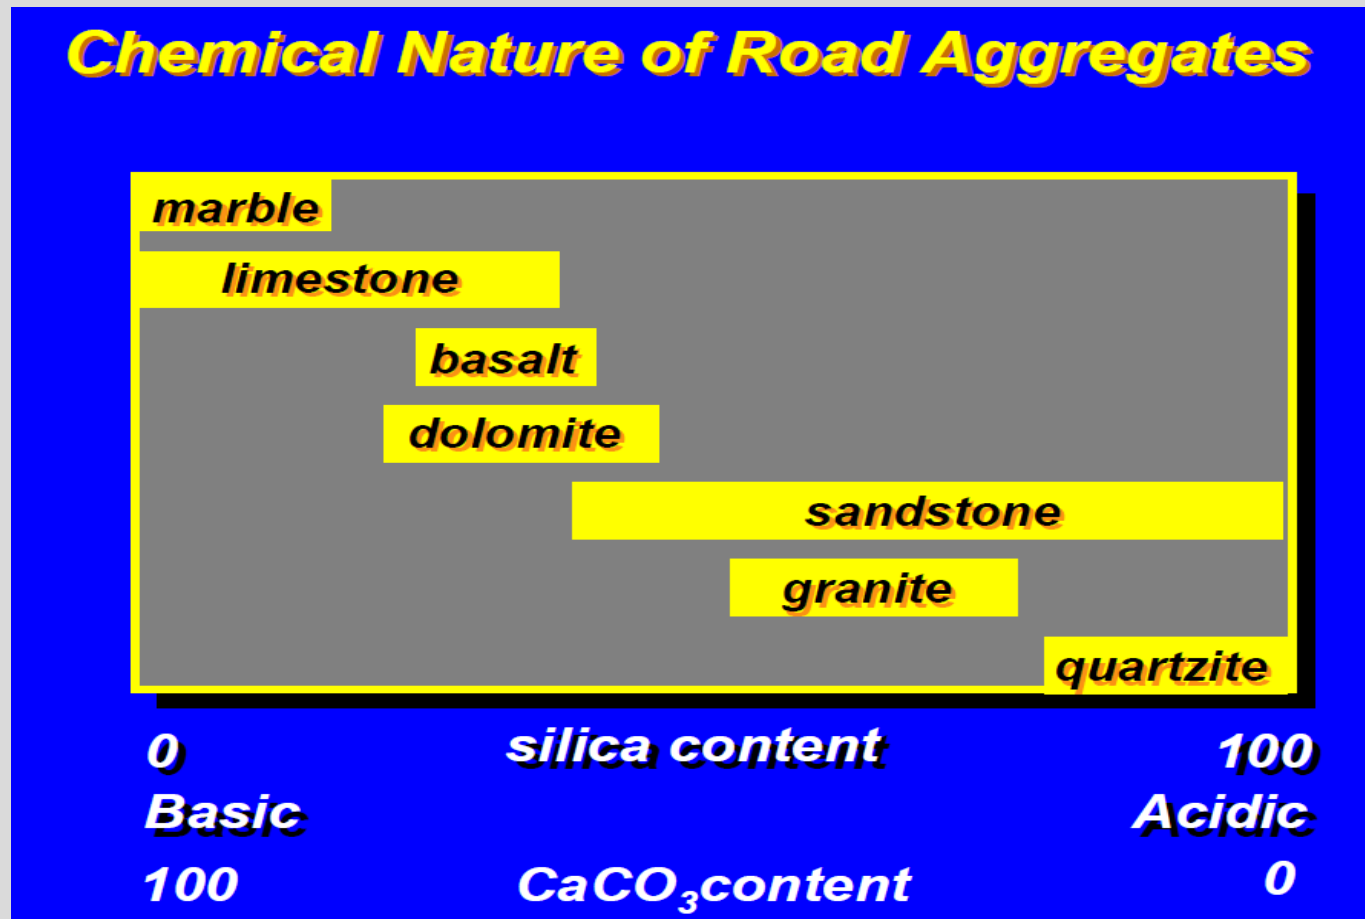 Chemical Nature of Road Aggregates
marble
limestone
basalt
dolomite
sandstone
granite
quartzite
0 silica content 100
Basic Acidic
100 CaCO₃content 0